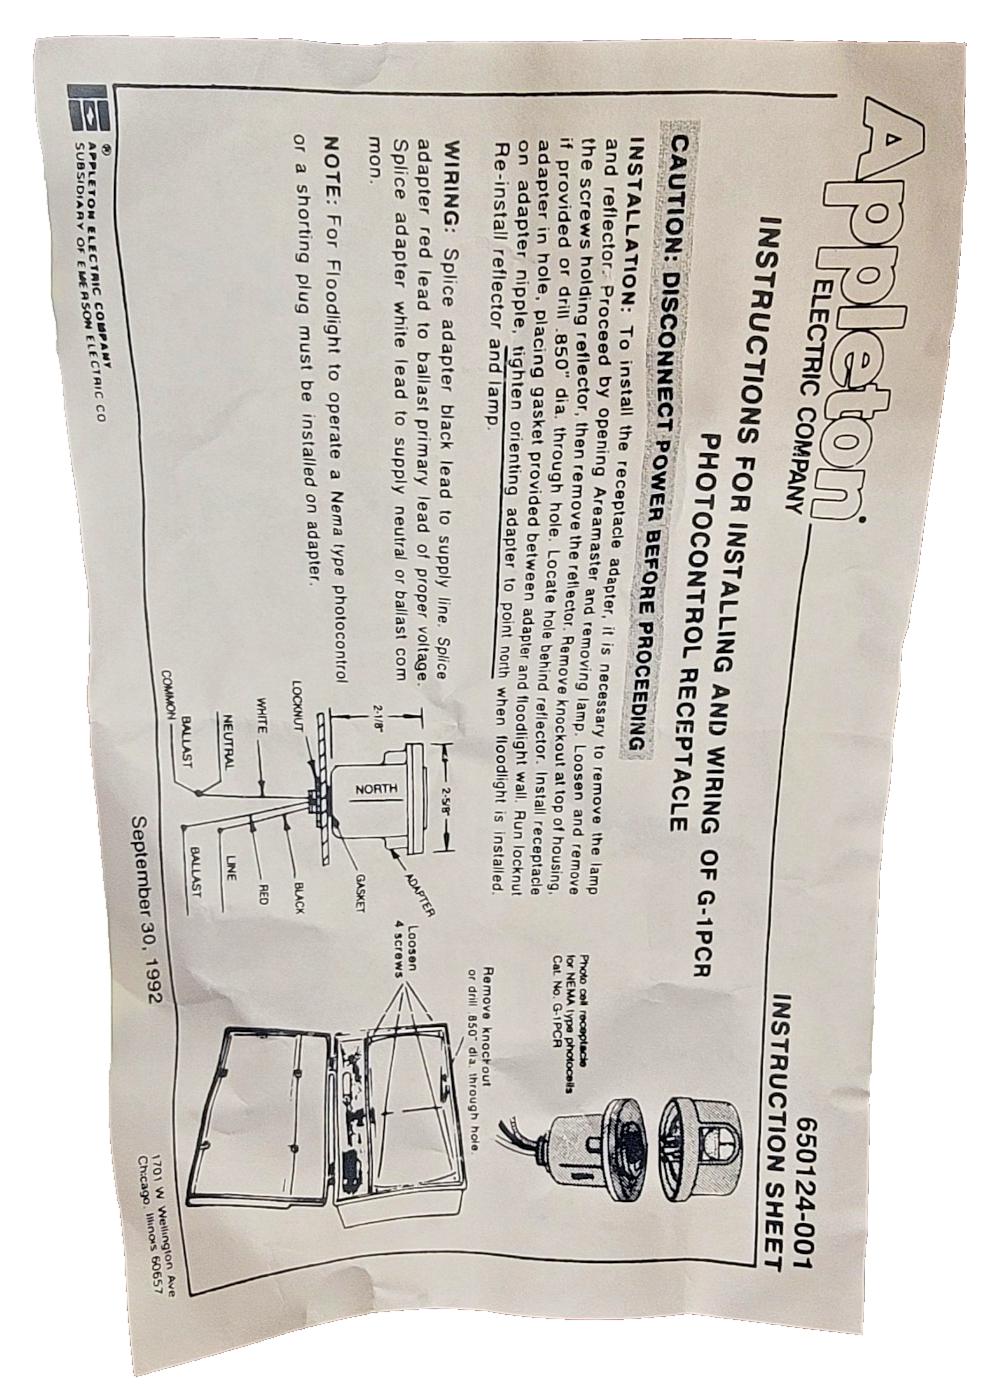 Appleton
ELECTRIC COMPANY
650124-001
INSTRUCTION SHEET
INSTRUCTIONS FOR INSTALLING AND WIRING OF G-1PCR
PHOTOCONTROL RECEPTACLE
CAUTION: DISCONNECT POWER BEFORE PROCEEDING
INSTALLATION: To install the receptacle adapter, it is necessary to remove the lamp
and reflector. Proceed by opening Areamaster and removing lamp. Loosen and remove
the screws holding reflector, then remove the reflector. Remove knockout at top of housing,
if provided or drill .850" dia. through hole. Locate hole behind reflector. Install receptacle
adapter in hole, placing gasket provided between adapter and floodlight wall. Run locknut
on adapter nipple, tighten orienting adapter to point north when floodlight is installed.
Re-install reflector and lamp.
WIRING: Splice adapter black lead to supply line. Splice
adapter red lead to ballast primary lead of proper voltage.
Splice adapter white lead to supply neutral or ballast com
mon.
NOTE: For Floodlight to operate a Nema type photocontrol
or a shorting plug must be installed on adapter.
2-5/8"
2-1/8"
NORTH
ADAPTER
GASKET
LOCKNUT
WHITE
BLACK
RED
NEUTRAL
LINE
BALLAST
COMMON
BALLAST
Photo cell receptacle
for NEMA type photocells
Cat. No. G-1PCR
Remove knockout
or drill .850" dia. through hole.
Loosen
4 screws
®
APPLETON ELECTRIC COMPANY
SUBSIDIARY OF EMERSON ELECTRIC CO
September 30, 1992
1701 W Wellington Ave
Chicago, Illinois 60657